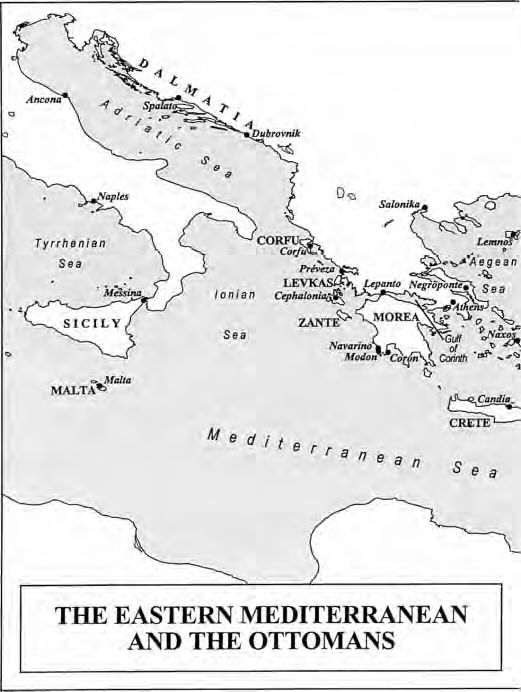 DALMATIA
Ancona
Spalato
Adriatic Sea
Dubrovnik
Naples
Salonika
Lemnos
Tyrrhenian
Sea
CORFU
Corfu
Aegean
Sea
Préveza
LEVKAS
Lepanto
Negroponte
Messina
Ionian
Sea
Cephalonia
Athens
SICILY
ZANTE
MOREA
Naxos
Navarino
Modon
Coron
Gulf
of
Corinth
Malta
MALTA
Candia
CRETE
Mediterranean Sea
THE EASTERN MEDITERRANEAN
AND THE OTTOMANS